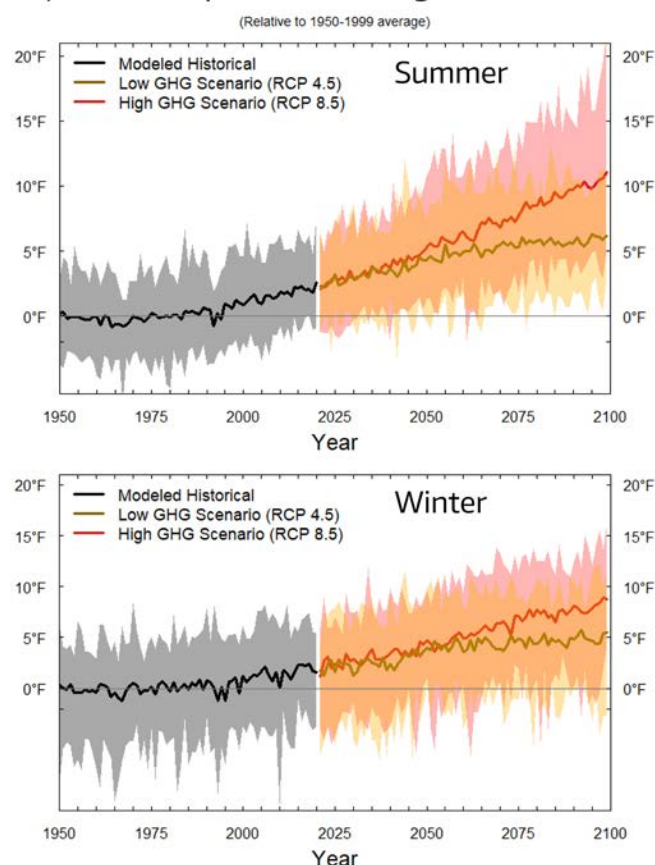 (Relative to 1950-1999 average)
20°F
15°F
10°F
5°F
0°F
Modeled Historical
Low GHG Scenario (RCP 4.5)
High GHG Scenario (RCP 8.5)
Summer
20°F
15°F
10°F
5°F
0°F
1950 1975 2000 2025 2050 2075 2100
Year
20°F
15°F
10°F
5°F
0°F
Modeled Historical
Low GHG Scenario (RCP 4.5)
High GHG Scenario (RCP 8.5)
Winter
20°F
15°F
10°F
5°F
0°F
1950 1975 2000 2025 2050 2075 2100
Year